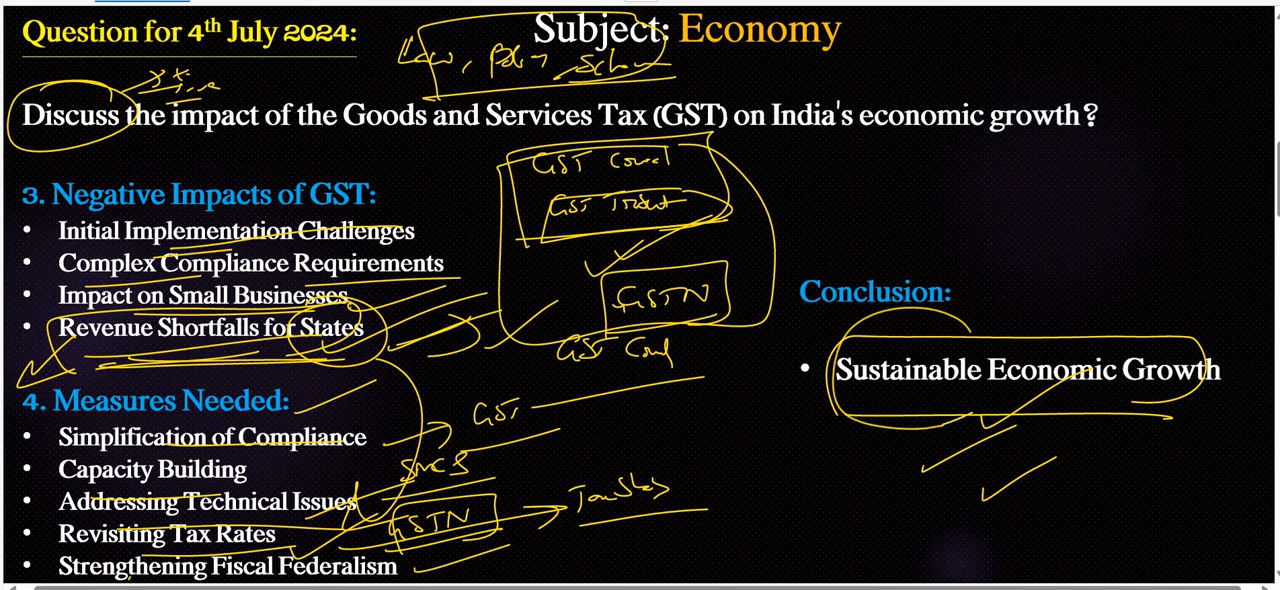 Question for 4th July 2024:
Subject: Economy
Law,
Discuss the impact of the Goods and Services Tax (GST) on India's economic growth?
GST
GST
3. Negative Impacts of GST:
• Initial Implementation Challenges
• Complex Compliance Requirements
• Impact on Small Businesses
• Revenue Shortfalls for States
GSTN
GST
Conclusion:
• Sustainable Economic Growth
4. Measures Needed:
• Simplification of Compliance
• Capacity Building
• Addressing Technical Issues
• Revisiting Tax Rates
• Strengthening Fiscal Federalism
GST
GSTN